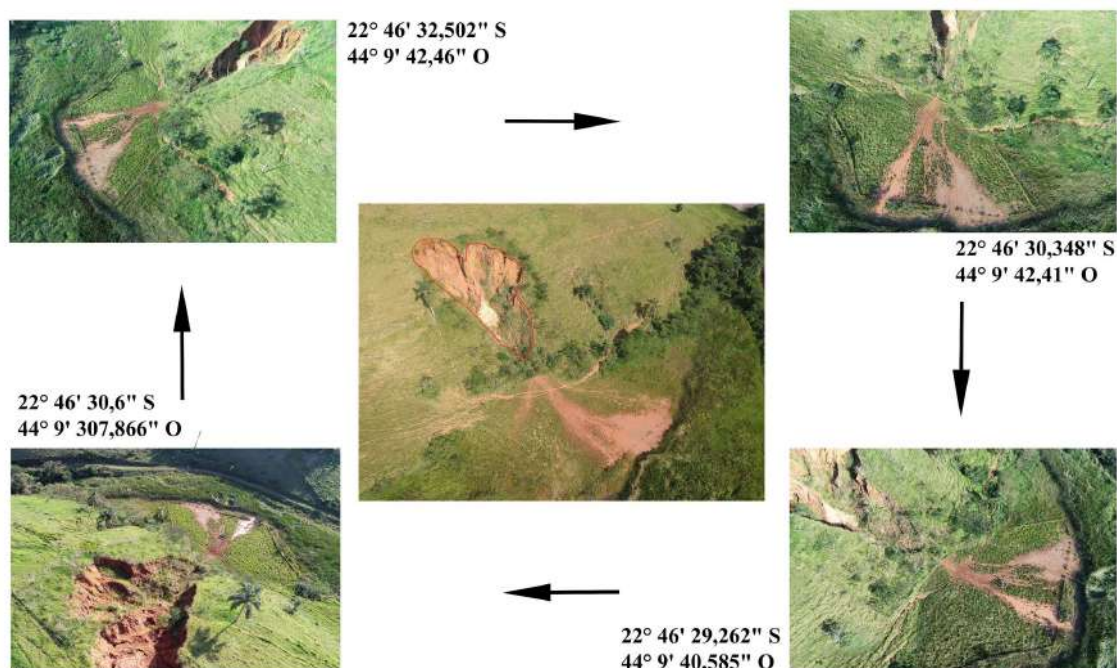 22° 46' 32,502" S
44° 9' 42,46" O
22° 46' 30,348" S
44° 9' 42,41" O
22° 46' 30,6" S
44° 9' 307,866" O
22° 46' 29,262" S
44° 9' 40,585" O